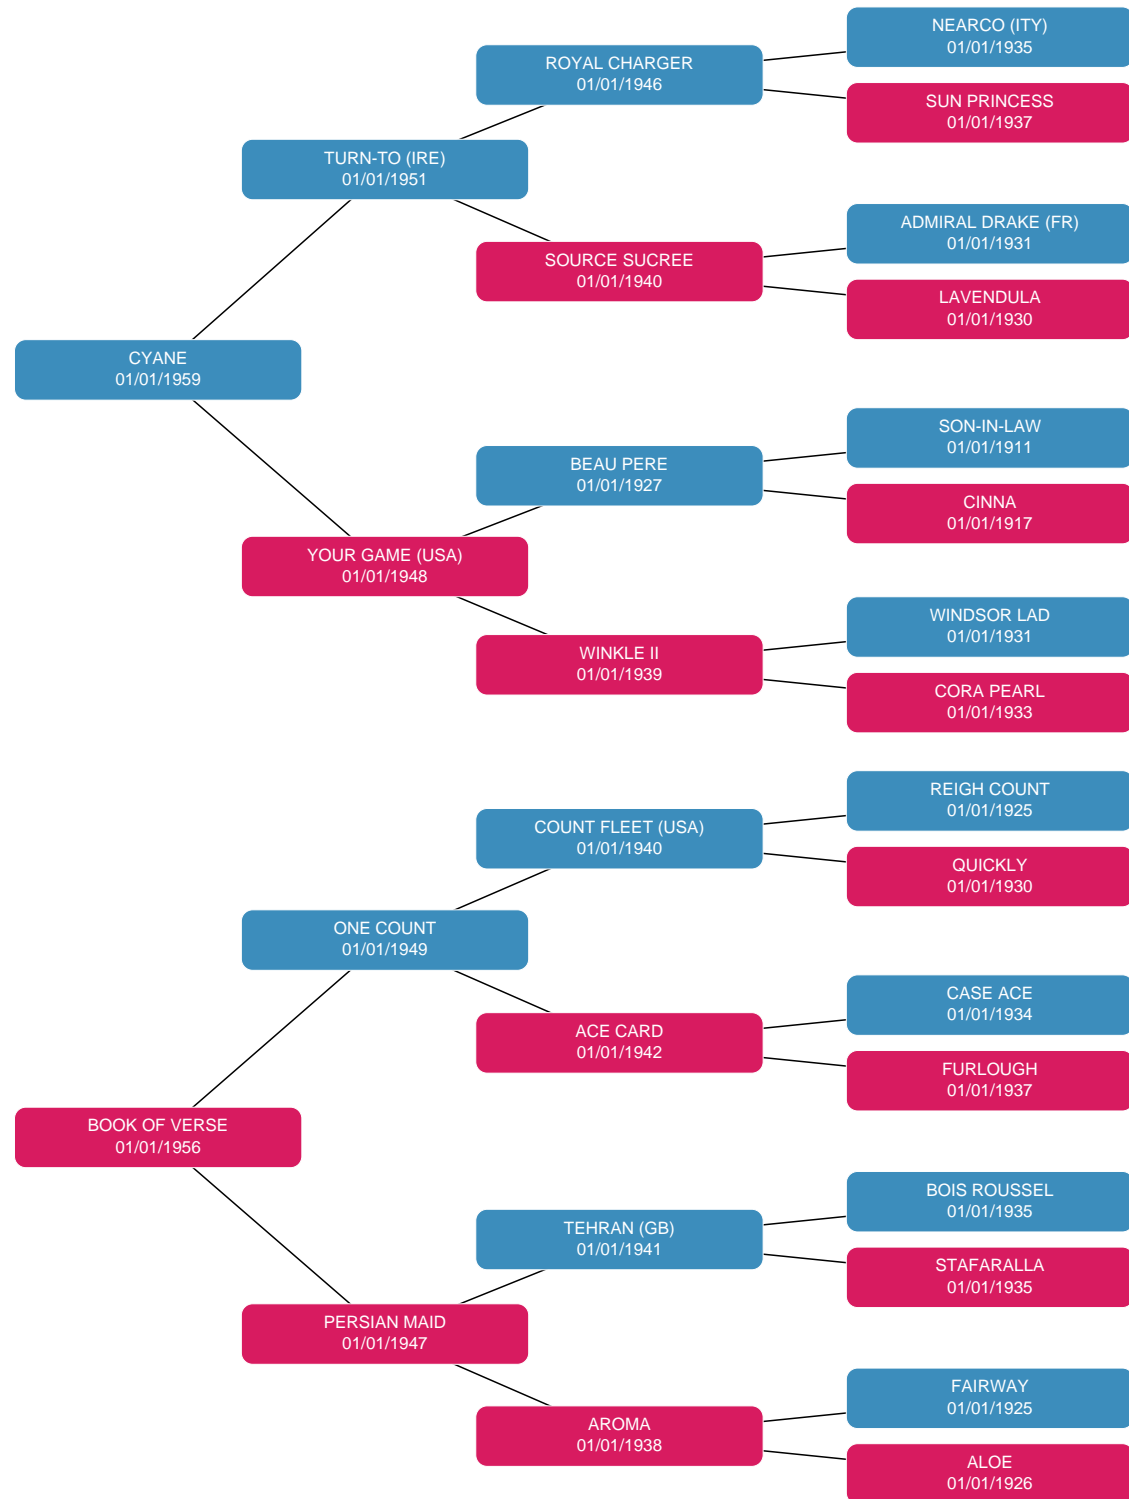 NEARCO (ITY)
01/01/1935
ROYAL CHARGER
01/01/1946
SUN PRINCESS
01/01/1937
TURN-TO (IRE)
01/01/1951
ADMIRAL DRAKE (FR)
01/01/1931
SOURCE SUCREE
01/01/1940
LAVENDULA
01/01/1930
CYANE
01/01/1959
SON-IN-LAW
01/01/1911
BEAU PERE
01/01/1927
CINNA
01/01/1917
YOUR GAME (USA)
01/01/1948
WINDSOR LAD
01/01/1931
WINKLE II
01/01/1939
CORA PEARL
01/01/1933
REIGH COUNT
01/01/1925
COUNT FLEET (USA)
01/01/1940
QUICKLY
01/01/1930
ONE COUNT
01/01/1949
CASE ACE
01/01/1934
ACE CARD
01/01/1942
FURLOUGH
01/01/1937
BOOK OF VERSE
01/01/1956
BOIS ROUSSEL
01/01/1935
TEHRAN (GB)
01/01/1941
STAFARALLA
01/01/1935
PERSIAN MAID
01/01/1947
FAIRWAY
01/01/1925
AROMA
01/01/1938
ALOE
01/01/1926